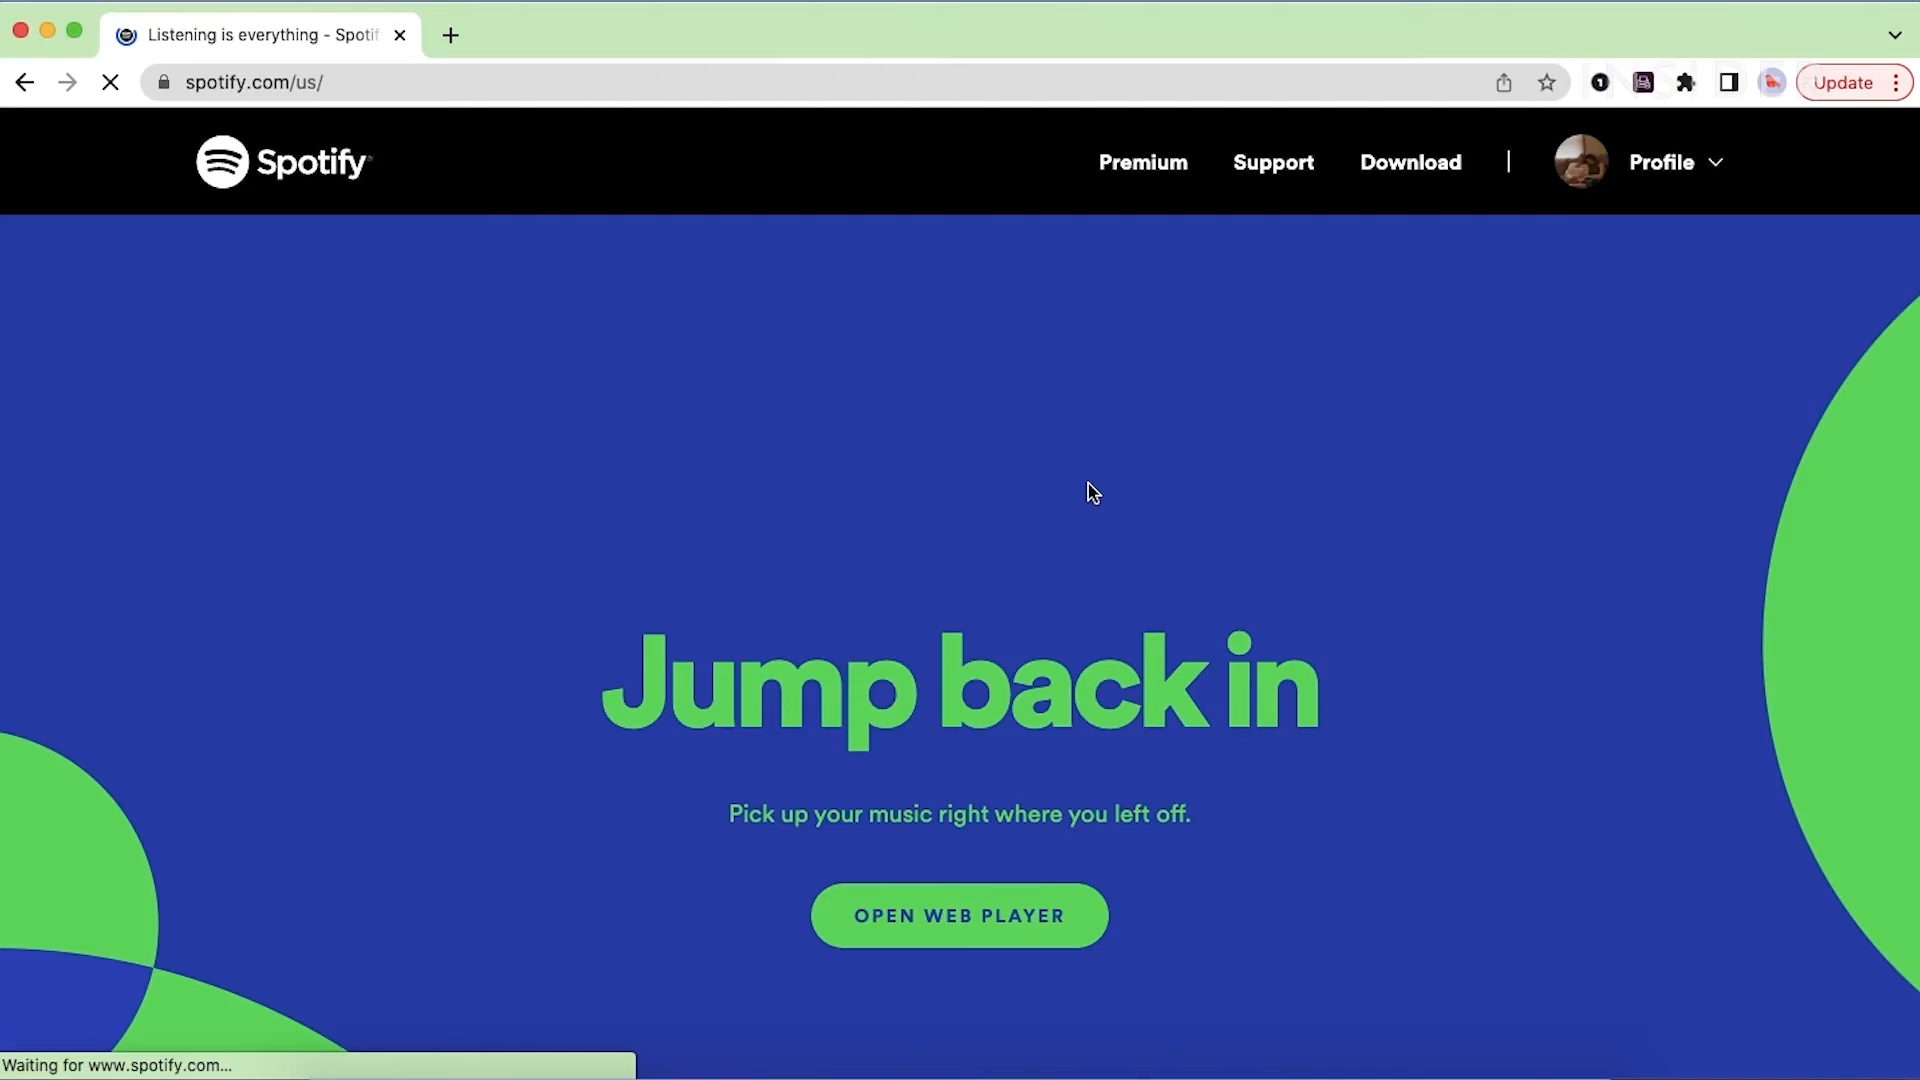 Listening is everything - Spotif
spotify.com/us/
Update
Spotify
Premium
Support
Download
Profile
Jump back in
Pick up your music right where you left off.
OPEN WEB PLAYER
Waiting for www.spotify.com...